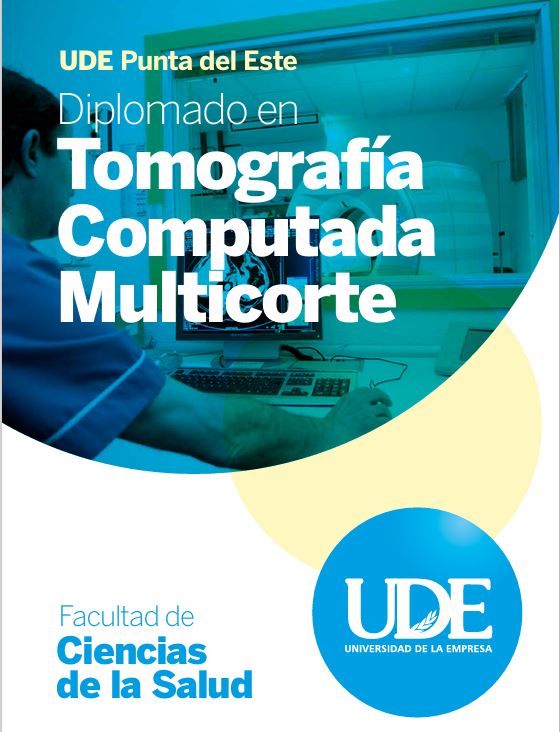 UDE Punta del Este
Diplomado en
Tomografía
Computada
Multicorte
UDE
UNIVERSIDAD DE LA EMPRESA
Facultad de
Ciencias
de la Salud